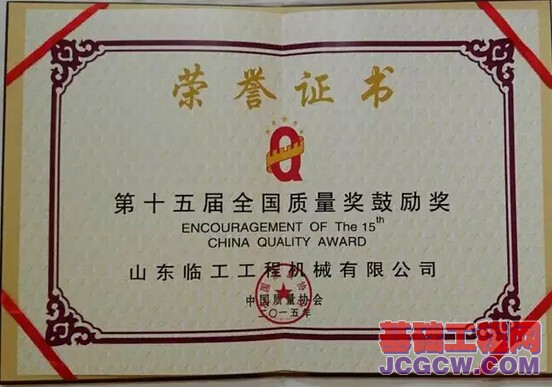 荣誉证书
Q
第十五届全国质量奖鼓励奖
ENCOURAGEMENT OF The 15th
CHINA QUALITY AWARD
山东临工工程机械有限公司
中国质量协会
二〇一五年
基础工程网
JCGCW.COM